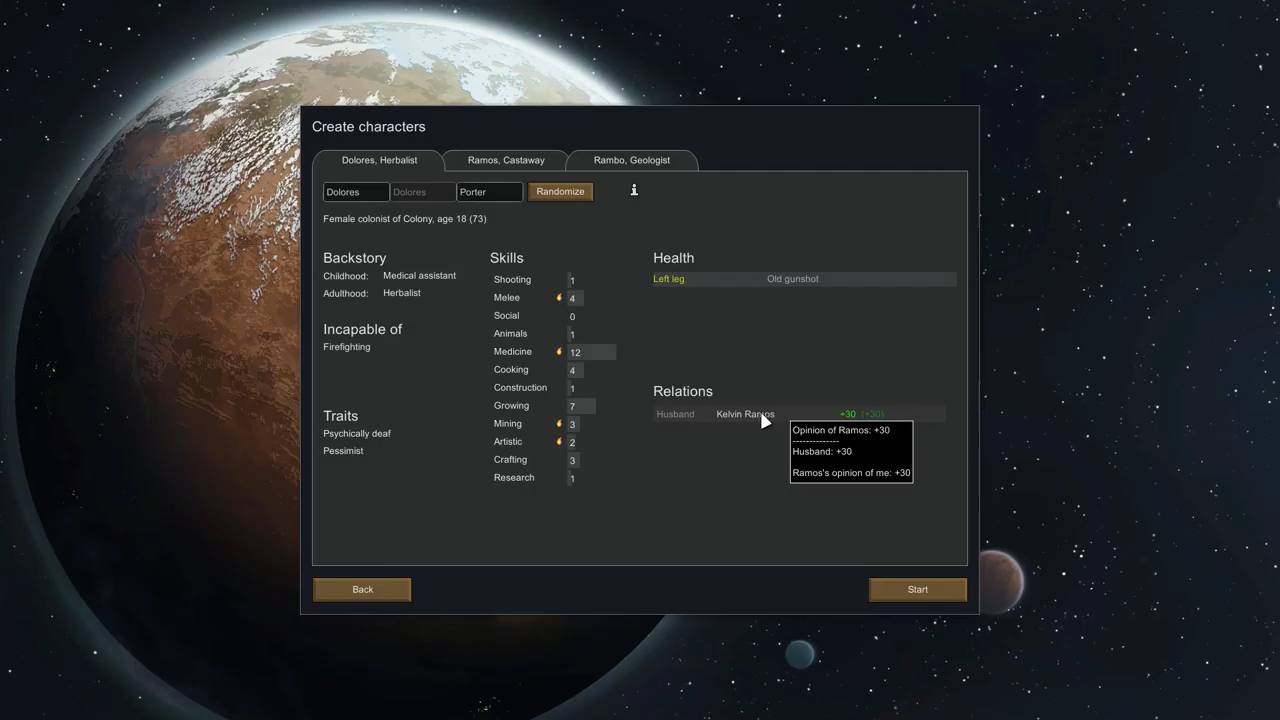 Create characters
Dolores, Herbalist
Ramos, Castaway
Rambo, Geologist
Dolores
Dolores
Porter
Randomize
Female colonist of Colony, age 18 (73)
Backstory
Childhood: Medical assistant
Adulthood: Herbalist
Incapable of
Firefighting
Traits
Psychically deaf
Pessimist
Skills
Shooting 1
Melee 4
Social 0
Animals 1
Medicine 12
Cooking 4
Construction 1
Growing 7
Mining 3
Artistic 2
Crafting 3
Research 1
Health
Left leg Old gunshot
Relations
Husband Kelvin Ramos +30 (+30)
Opinion of Ramos: +30
--------------
Husband: +30
Ramos's opinion of me: +30
Back
Start